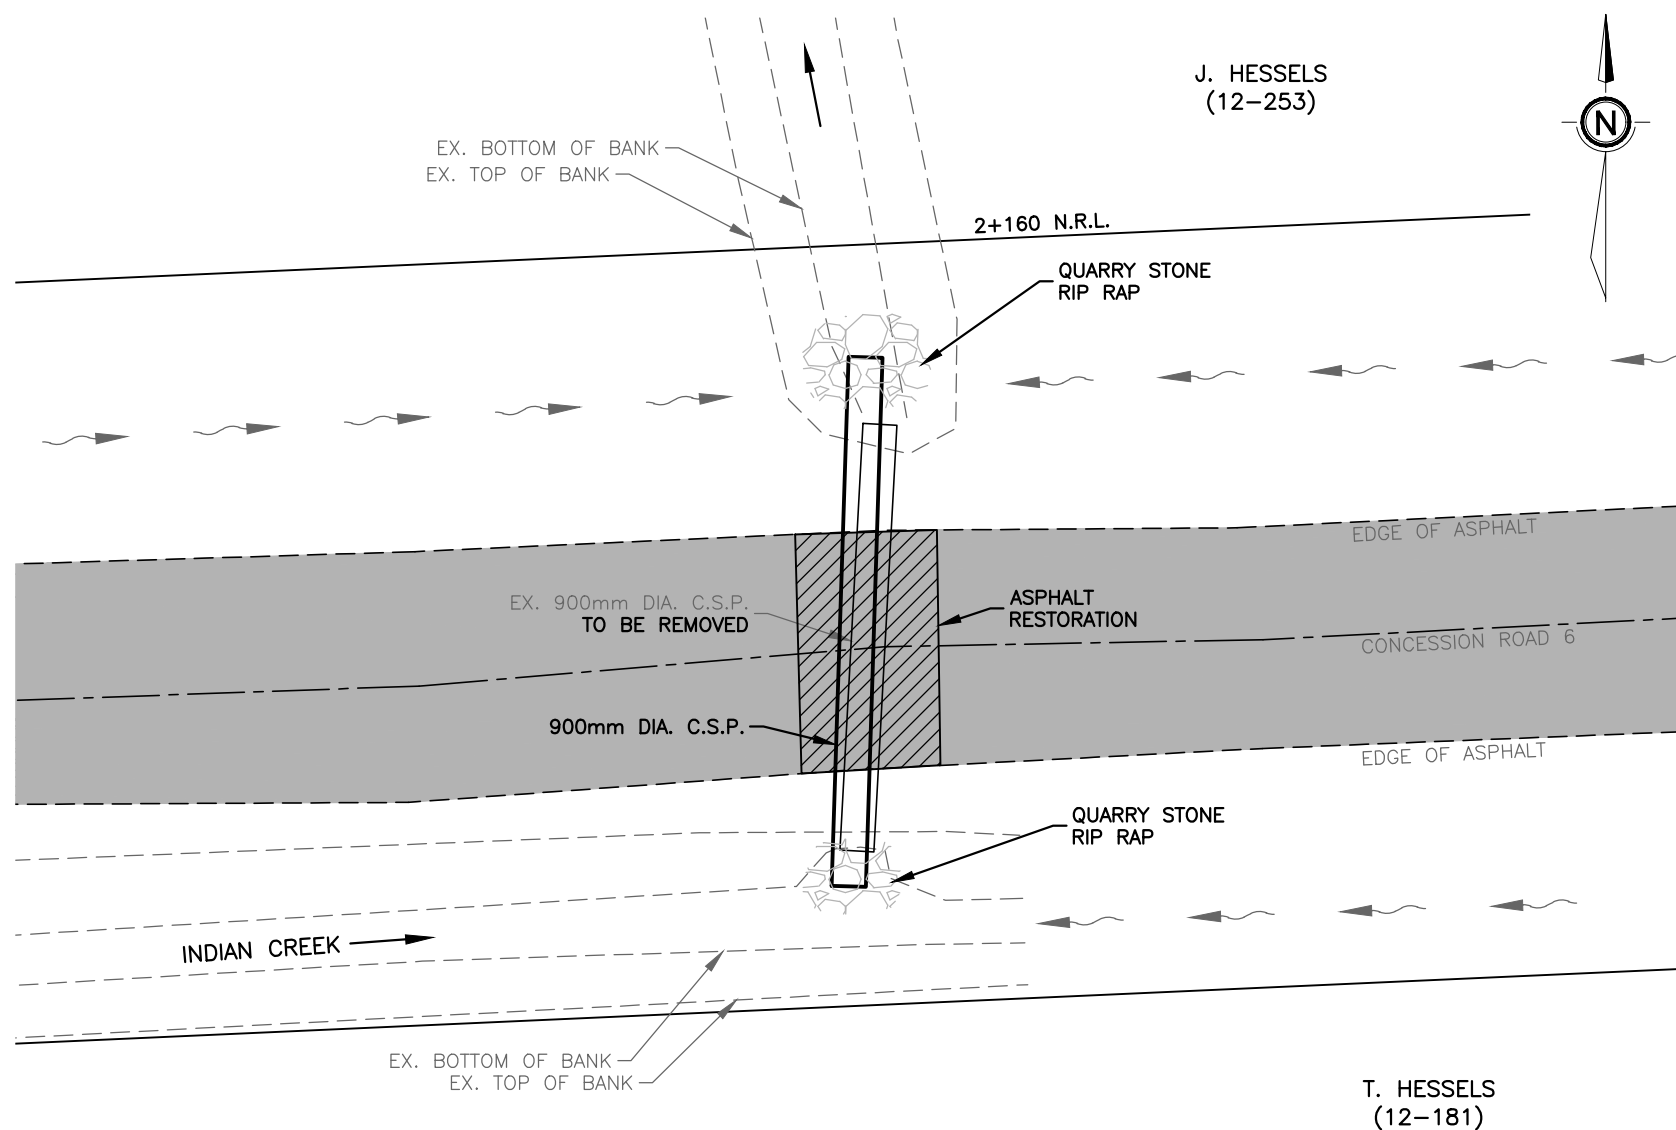 J. HESSELS
(12-253)
N
EX. BOTTOM OF BANK
EX. TOP OF BANK
2+160 N.R.L.
QUARRY STONE
RIP RAP
EDGE OF ASPHALT
EX. 900mm DIA. C.S.P.
TO BE REMOVED
ASPHALT
RESTORATION
CONCESSION ROAD 6
900mm DIA. C.S.P.
EDGE OF ASPHALT
QUARRY STONE
RIP RAP
INDIAN CREEK
EX. BOTTOM OF BANK
EX. TOP OF BANK
T. HESSELS
(12-181)